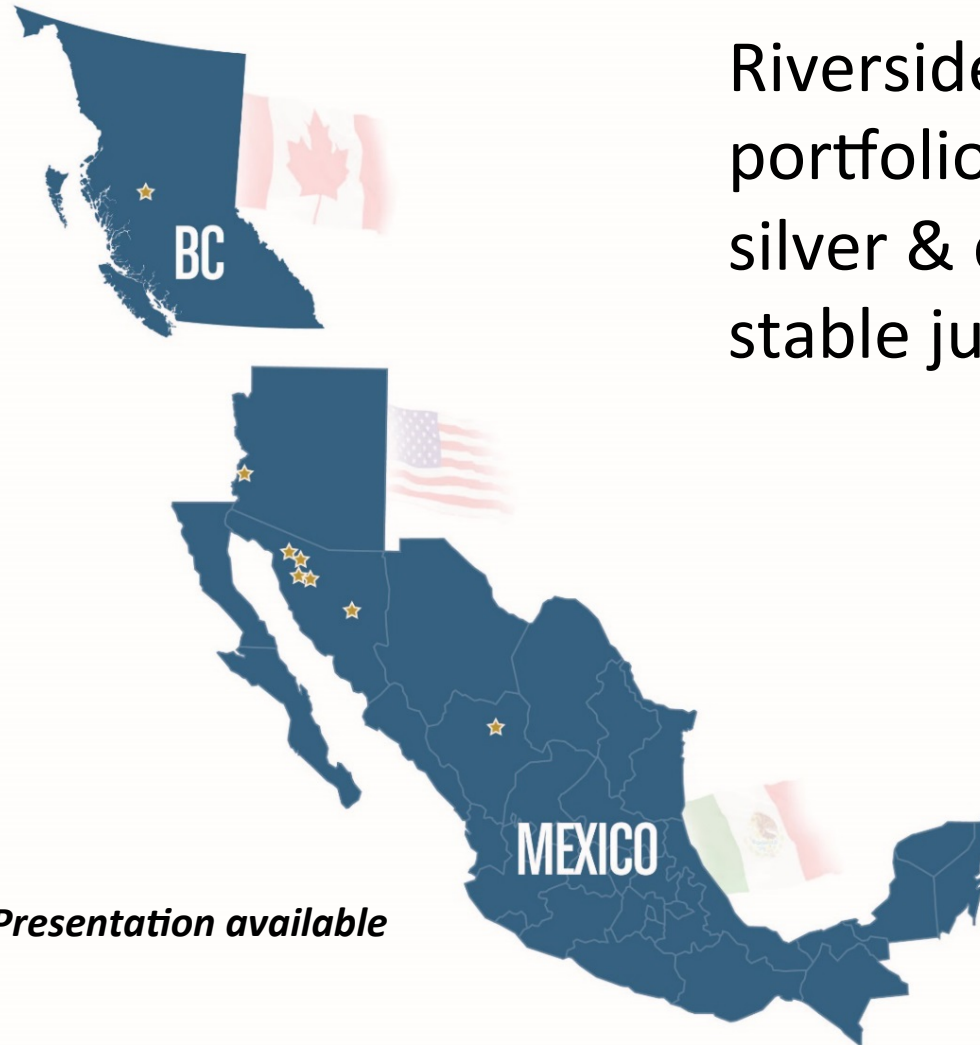 Riverside
portfolio
silver &
stable ju
BC
MEXICO
Presentation available